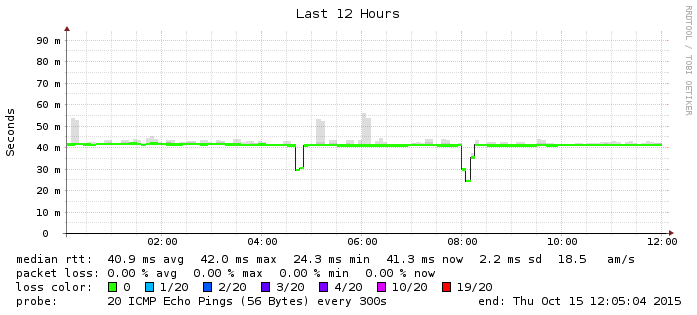 Last 12 Hours
RRDTOOL / TOBI OETIKER
Seconds
90 m
80 m
70 m
60 m
50 m
40 m
30 m
20 m
10 m
0
02:00 04:00 06:00 08:00 10:00 12:00
median rtt: 40.9 ms avg 42.0 ms max 24.3 ms min 41.3 ms now 2.2 ms sd 18.5 am/s
packet loss: 0.00 % avg 0.00 % max 0.00 % min 0.00 % now
loss color: 0 1/20 2/20 3/20 4/20 10/20 19/20
probe: 20 ICMP Echo Pings (56 Bytes) every 300s end: Thu Oct 15 12:05:04 2015